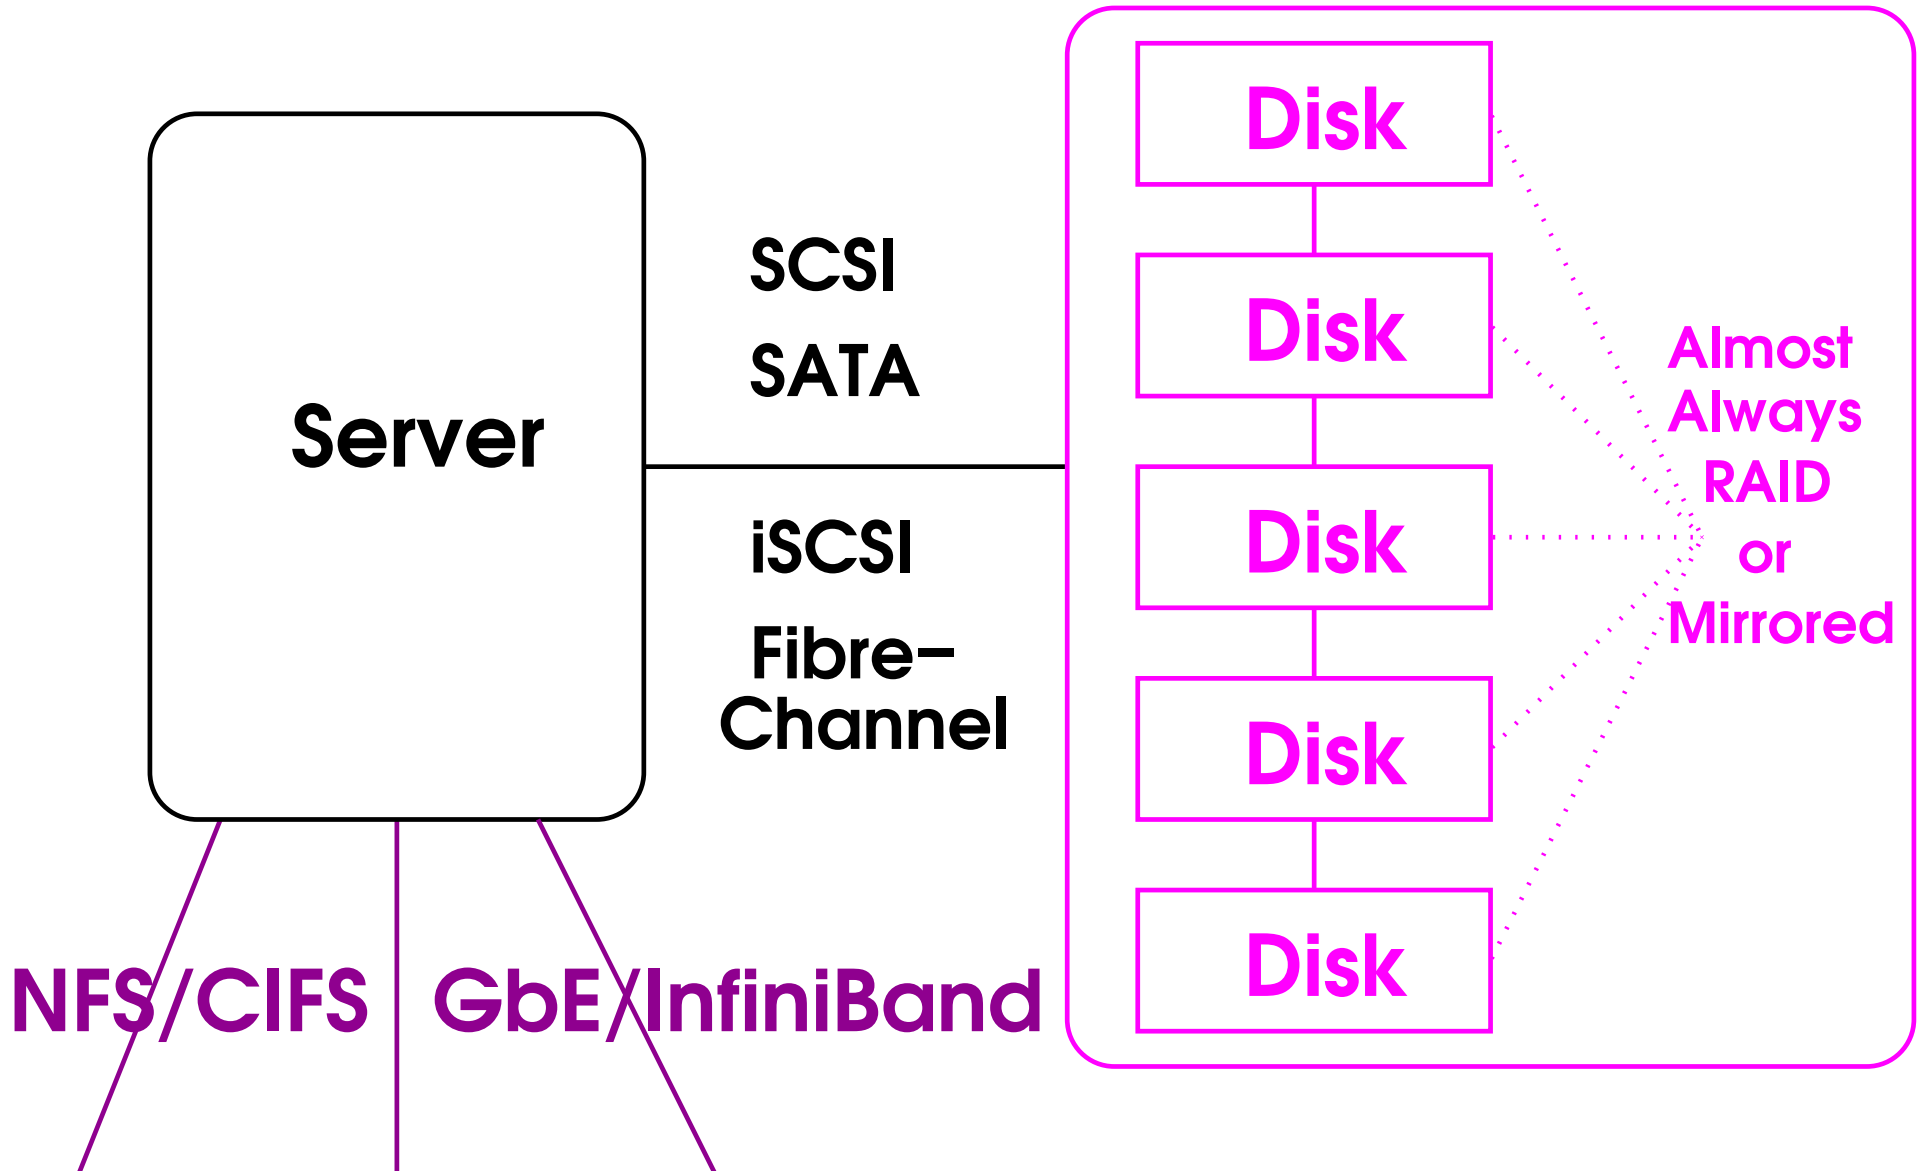 Server
SCSI
SATA
iSCSI
Fibre–
Channel
Disk
Disk
Disk
Disk
Disk
Almost
Always
RAID
or
Mirrored
NFS/CIFS
GbE/InfiniBand